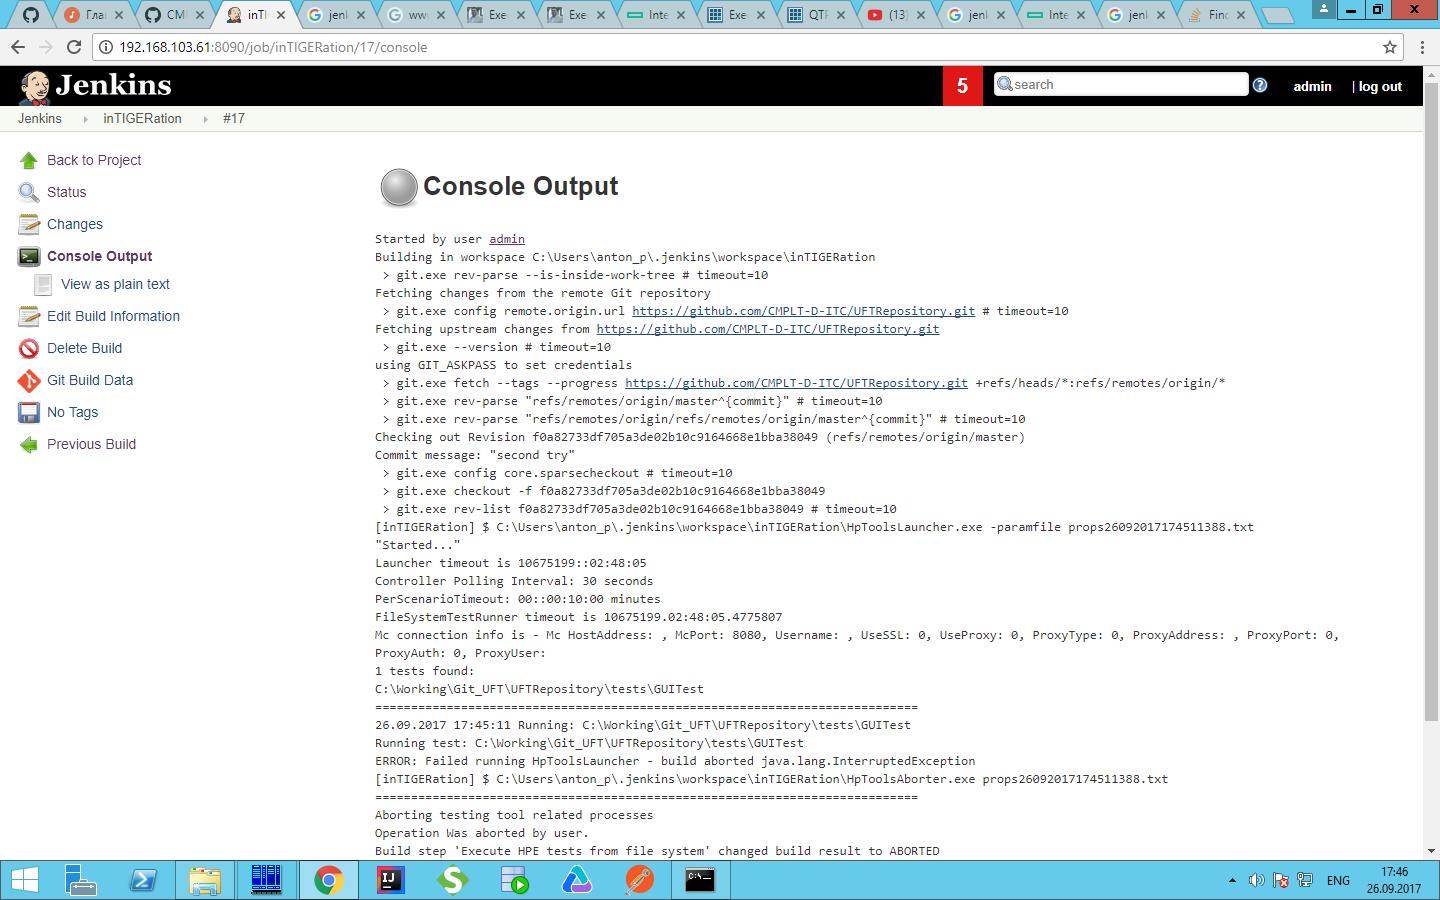 Гла
CM
inTI
jenk
www
Exe
Exe
Inte
Exe
QTP
(13)
jenk
Inte
jenk
Find
192.168.103.61:8090/job/inTIGERation/17/console
Jenkins
5
search
admin
| log out
Jenkins
inTIGERation
#17
Back to Project
Status
Changes
Console Output
View as plain text
Edit Build Information
Delete Build
Git Build Data
No Tags
Previous Build
Console Output
Started by user admin
Building in workspace C:\Users\anton_p\.jenkins\workspace\inTIGERation
> git.exe rev-parse --is-inside-work-tree # timeout=10
Fetching changes from the remote Git repository
> git.exe config remote.origin.url https://github.com/CMPLT-D-ITC/UFTRepository.git # timeout=10
Fetching upstream changes from https://github.com/CMPLT-D-ITC/UFTRepository.git
> git.exe --version # timeout=10
using GIT_ASKPASS to set credentials
> git.exe fetch --tags --progress https://github.com/CMPLT-D-ITC/UFTRepository.git +refs/heads/*:refs/remotes/origin/*
> git.exe rev-parse "refs/remotes/origin/master^{commit}" # timeout=10
> git.exe rev-parse "refs/remotes/origin/refs/remotes/origin/master^{commit}" # timeout=10
Checking out Revision f0a82733df705a3de02b10c9164668e1bba38049 (refs/remotes/origin/master)
Commit message: "second try"
> git.exe config core.sparsecheckout # timeout=10
> git.exe checkout -f f0a82733df705a3de02b10c9164668e1bba38049
> git.exe rev-list f0a82733df705a3de02b10c9164668e1bba38049 # timeout=10
[inTIGERation] $ C:\Users\anton_p\.jenkins\workspace\inTIGERation\HpToolsLauncher.exe -paramfile props26092017174511388.txt
"Started..."
Launcher timeout is 10675199::02:48:05
Controller Polling Interval: 30 seconds
PerScenarioTimeout: 00::00:10:00 minutes
FileSystemTestRunner timeout is 10675199.02:48:05.4775807
Mc connection info is - Mc HostAddress: , McPort: 8080, Username: , UseSSL: 0, UseProxy: 0, ProxyType: 0, ProxyAddress: , ProxyPort: 0,
ProxyAuth: 0, ProxyUser:
1 tests found:
C:\Working\Git_UFT\UFTRepository\tests\GUITest
============================================================================
26.09.2017 17:45:11 Running: C:\Working\Git_UFT\UFTRepository\tests\GUITest
Running test: C:\Working\Git_UFT\UFTRepository\tests\GUITest
ERROR: Failed running HpToolsLauncher - build aborted java.lang.InterruptedException
[inTIGERation] $ C:\Users\anton_p\.jenkins\workspace\inTIGERation\HpToolsAborter.exe props26092017174511388.txt
============================================================================
Aborting testing tool related processes
Operation Was aborted by user.
Build step 'Execute HPE tests from file system' changed build result to ABORTED
ENG
17:46
26.09.2017